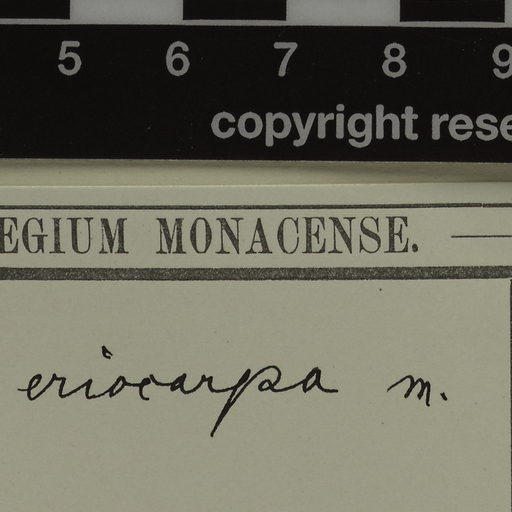 5 6 7 8 9
copyright rese
EGIUM MONACENSE.
eriocarpa m.